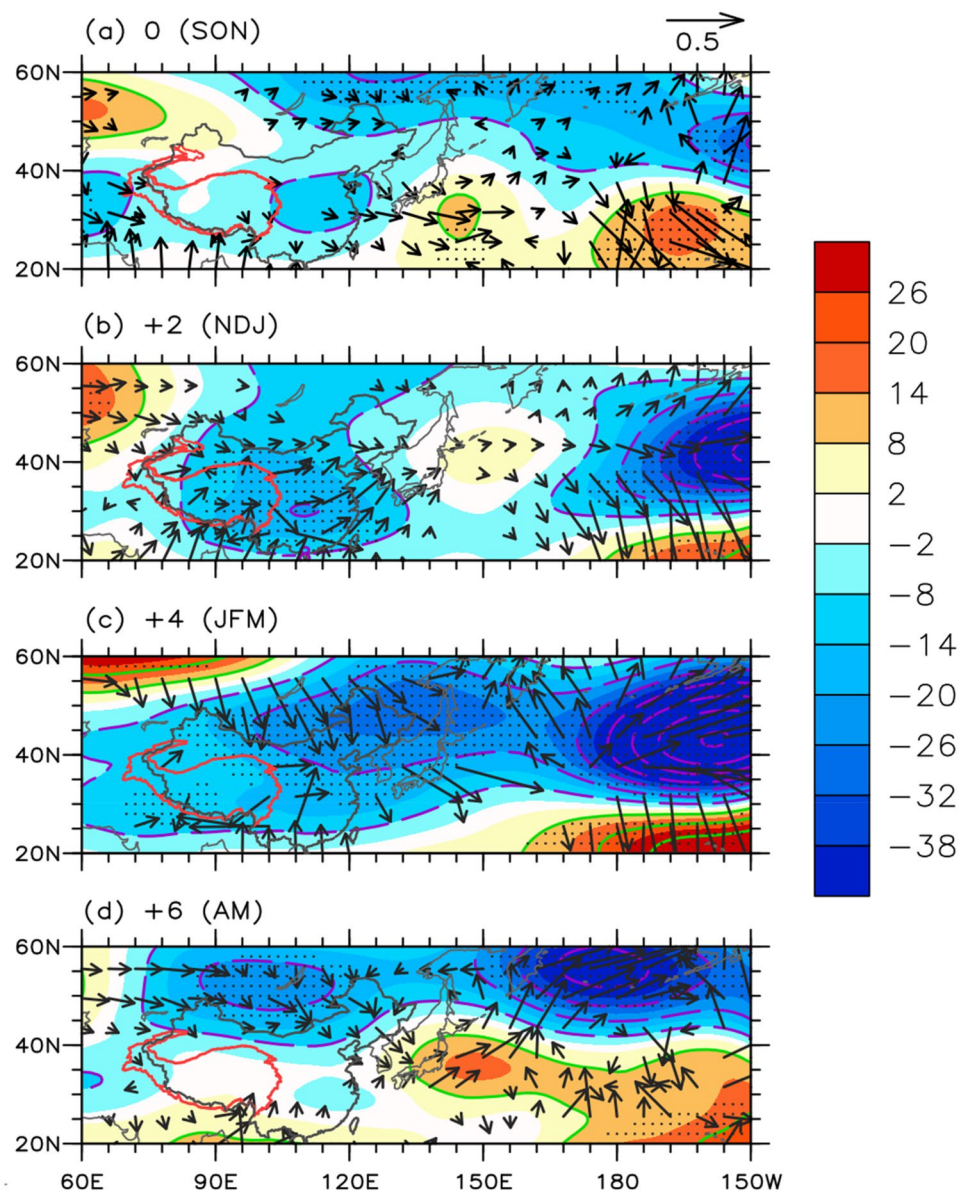 (a) 0 (SON)
0.5
60N
40N
20N
(b) +2 (NDJ)
60N
40N
20N
(c) +4 (JFM)
60N
40N
20N
(d) +6 (AM)
60N
40N
20N
60E 90E 120E 150E 180 150W
26
20
14
8
2
−2
−8
−14
−20
−26
−32
−38